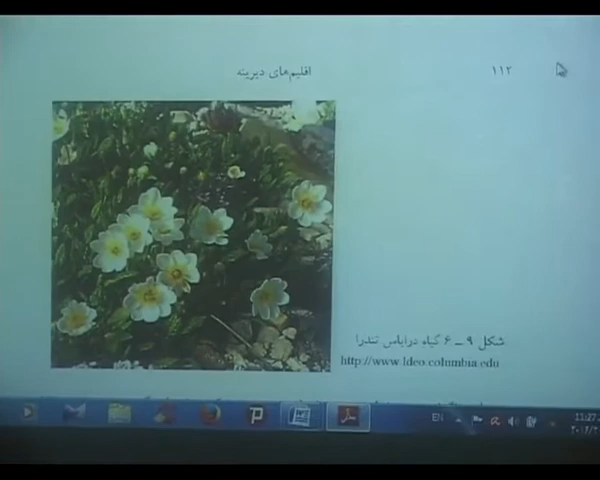 ۱۱۲
اقلیم‌های دیرینه
شکل ۹ – ۶ گیاه درایاس تندرا
http://www.ldeo.columbia.edu
EN